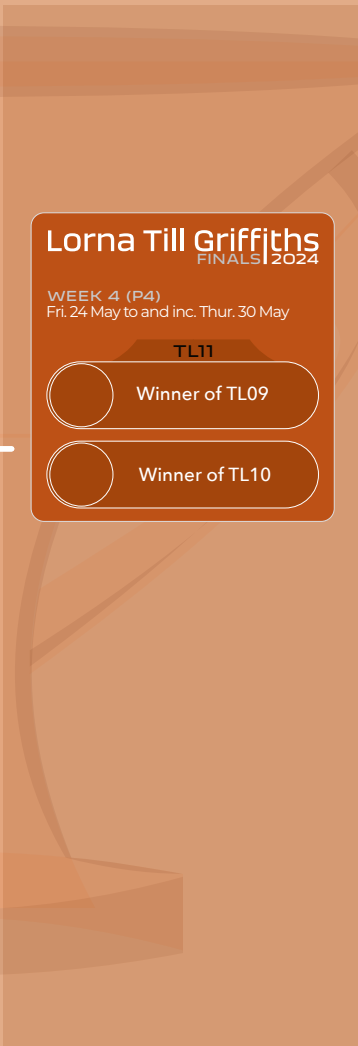 Lorna Till Griffiths
FINALS 2024
WEEK 4 (P4)
Fri. 24 May to and inc. Thur. 30 May
TL11
Winner of TL09
Winner of TL10